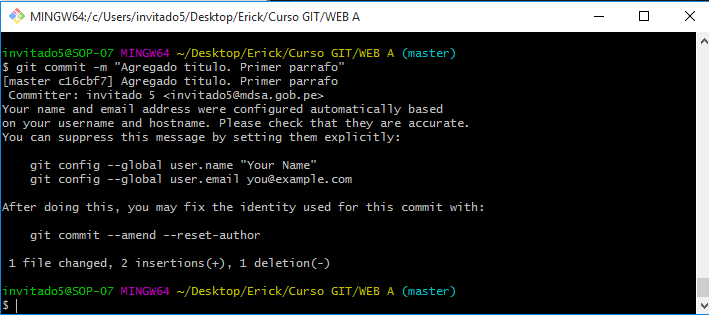 MINGW64:/c/Users/invitado5/Desktop/Erick/Curso GIT/WEB A
invitado5@SOP-07 MINGW64 ~/Desktop/Erick/Curso GIT/WEB A (master)
$ git commit -m "Agregado titulo. Primer parrafo"
[master c16cbf7] Agregado titulo. Primer parrafo
 Committer: invitado 5 <invitado5@mdsa.gob.pe>
Your name and email address were configured automatically based
on your username and hostname. Please check that they are accurate.
You can suppress this message by setting them explicitly:
    git config --global user.name "Your Name"
    git config --global user.email you@example.com
After doing this, you may fix the identity used for this commit with:
    git commit --amend --reset-author
 1 file changed, 2 insertions(+), 1 deletion(-)
invitado5@SOP-07 MINGW64 ~/Desktop/Erick/Curso GIT/WEB A (master)
$